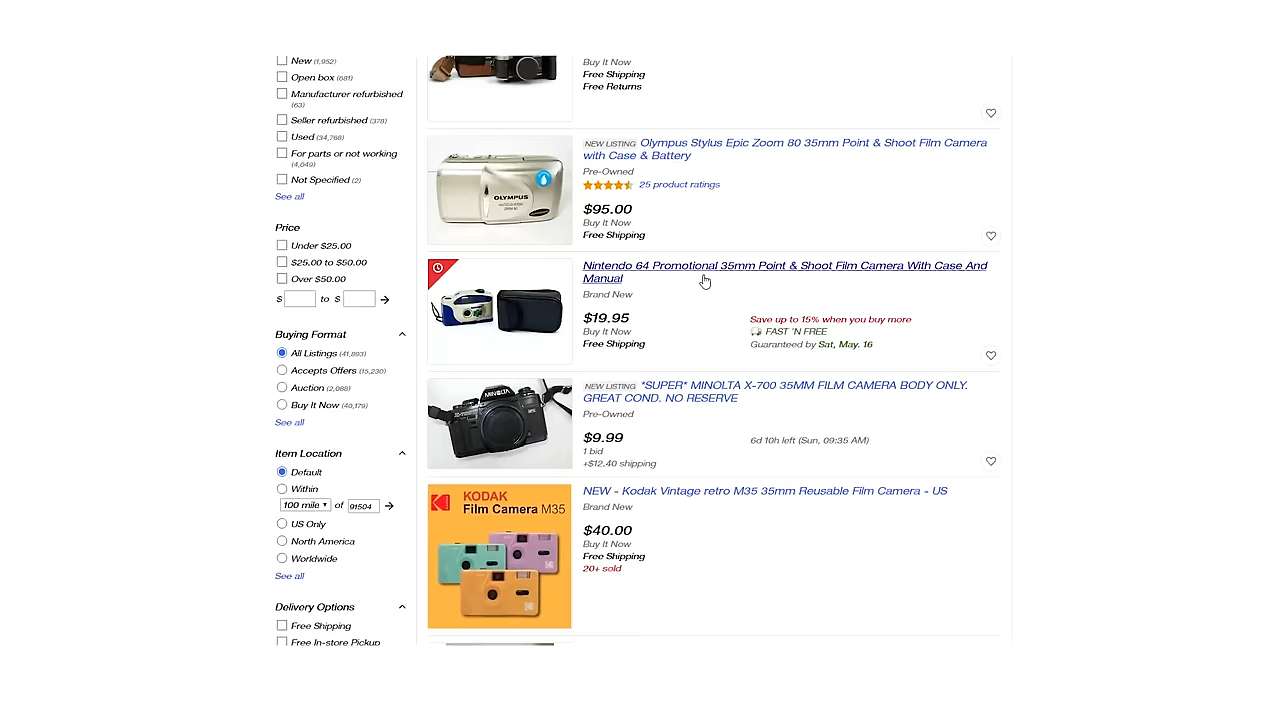 New (1,952)
Open box (681)
Manufacturer refurbished
(63)
Seller refurbished (378)
Used (34,768)
For parts or not working
(4,049)
Not Specified (2)
See all
Price
Under $25.00
$25.00 to $50.00
Over $50.00
$ to $
Buying Format
All Listings (41,893)
Accepts Offers (15,230)
Auction (2,088)
Buy It Now (40,179)
See all
Item Location
Default
Within
100 mile of 91504
US Only
North America
Worldwide
See all
Delivery Options
Free Shipping
Free In-store Pickup
Buy It Now
Free Shipping
Free Returns
OLYMPUS
NEW LISTING Olympus Stylus Epic Zoom 80 35mm Point & Shoot Film Camera
with Case & Battery
Pre-Owned
25 product ratings
$95.00
Buy It Now
Free Shipping
Nintendo 64 Promotional 35mm Point & Shoot Film Camera With Case And
Manual
Brand New
$19.95
Buy It Now
Free Shipping
Save up to 15% when you buy more
FAST 'N FREE
Guaranteed by Sat, May. 16
MINOLTA
NEW LISTING *SUPER* MINOLTA X-700 35MM FILM CAMERA BODY ONLY.
GREAT COND. NO RESERVE
Pre-Owned
$9.99
1 bid
+$12.40 shipping
6d 10h left (Sun, 09:35 AM)
KODAK
Film Camera M35
NEW - Kodak Vintage retro M35 35mm Reusable Film Camera - US
Brand New
$40.00
Buy It Now
Free Shipping
20+ sold